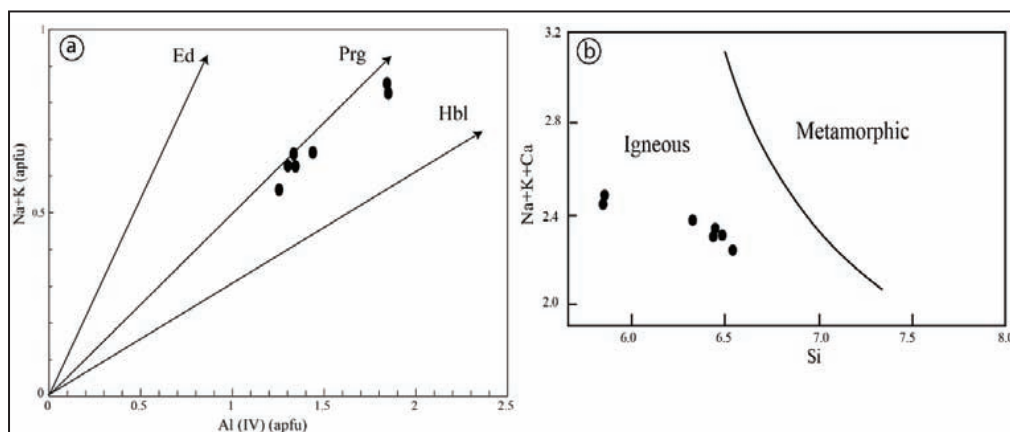 a
1
Ed
Prg
Hbl
Na+K (apfu)
0.5
0
0
0.5
1
1.5
2
2.5
Al (IV) (apfu)
b
3.2
2.8
2.4
2.0
Na+K+Ca
Igneous
Metamorphic
6.0
6.5
7.0
7.5
8.0
Si